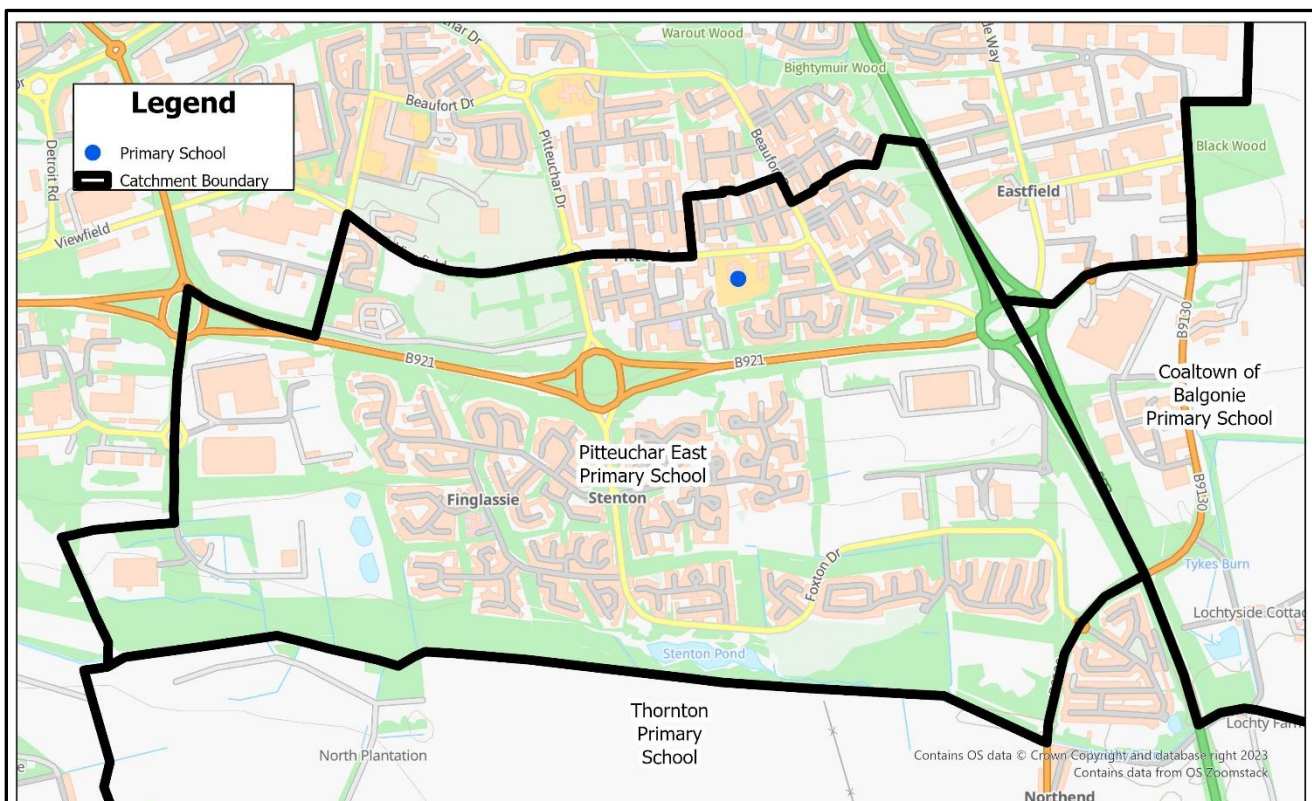 Legend
Primary School
Catchment Boundary
Warout Wood
Bightymuir Wood
Beaufort Dr
Pitteuchar Dr
Detroit Rd
Viewfield
Black Wood
Eastfield
B921
B921
B9130
B9130
Coaltown of
Balgonie
Primary School
Pitteuchar East
Primary School
Stenton
Finglassie
Foxton Dr
Tykes Burn
Lochtyside Cotta
Stenton Pond
Thornton
Primary
School
North Plantation
Lochty Far
Contains OS data © Crown Copyright and database right 2023
Contains data from OS Zoomstack
Northend